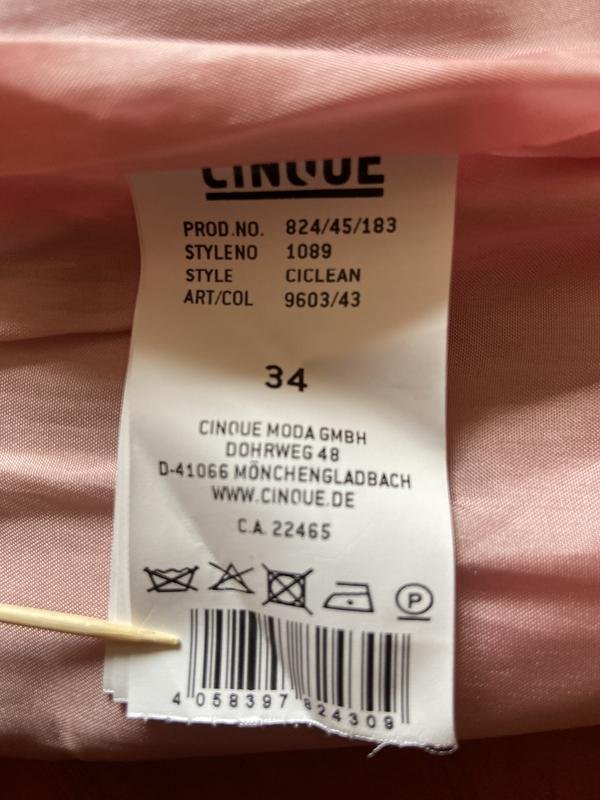 CINQUE
PROD.NO. 824/45/183
STYLENO 1089
STYLE CICLEAN
ART/COL 9603/43
34
CINQUE MODA GMBH
DOHRWEG 48
D-41066 MÖNCHENGLADBACH
WWW.CINQUE.DE
C.A. 22465
P
4 058397 824309